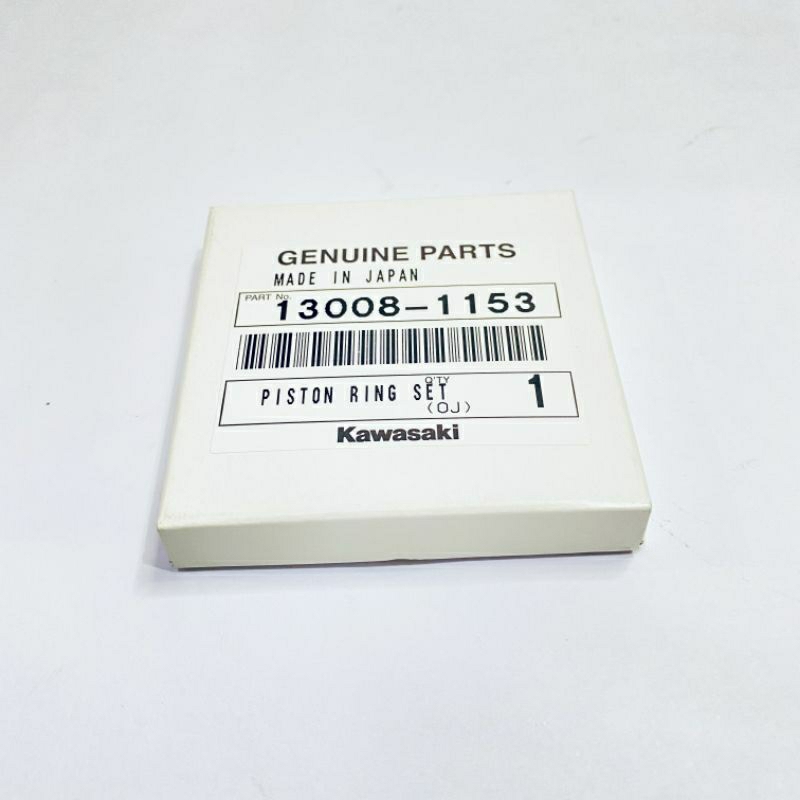 GENUINE PARTS
MADE IN JAPAN
PART No. 13008-1153
PISTON RING SET Q'TY 1
(OJ)
Kawasaki